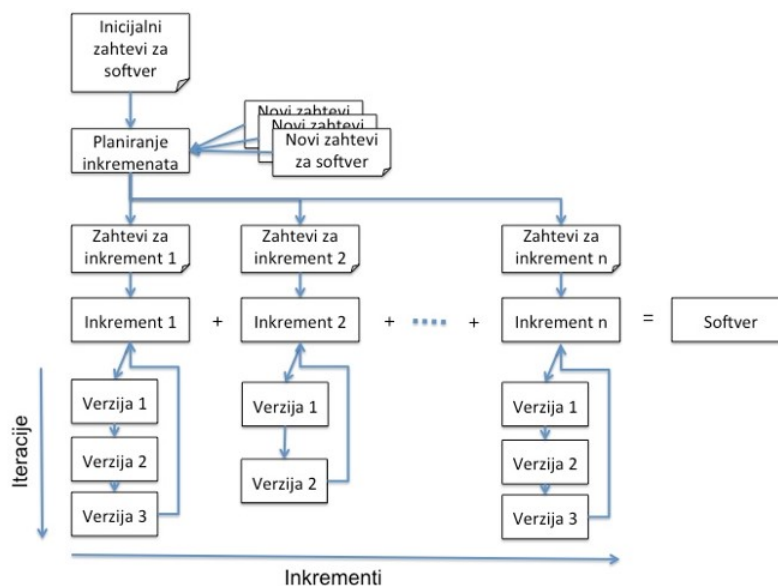 Inicijalni
zahtevi za
softver
Planiranje
inkremenata
Novi zahtevi
Novi zahtevi
Novi zahtevi
za softver
Zahtevi za
inkrement 1
Zahtevi za
inkrement 2
Zahtevi za
inkrement n
Inkrement 1
+
Inkrement 2
+
+
Inkrement n
=
Softver
Iteracije
Verzija 1
Verzija 2
Verzija 3
Verzija 1
Verzija 2
Verzija 1
Verzija 2
Verzija 3
Inkrementi